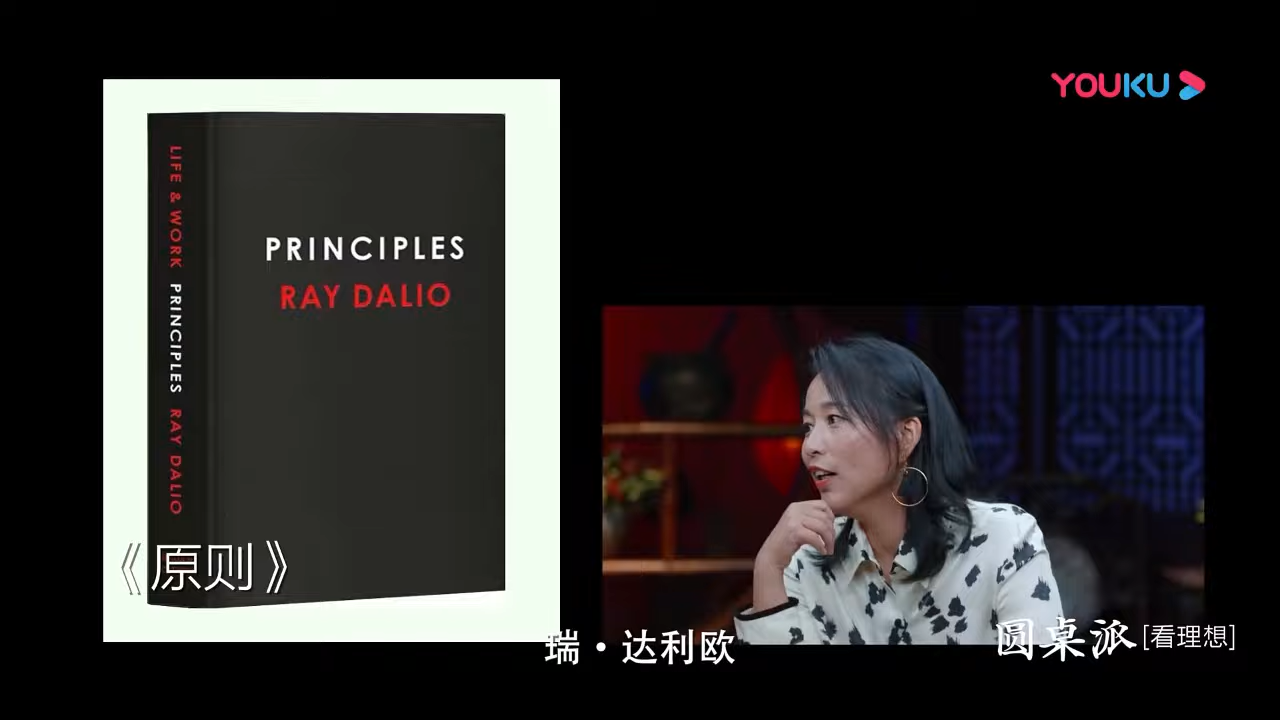 YOUKU
LIFE & WORK PRINCIPLES RAY DALIO
PRINCIPLES
RAY DALIO
《原则》
瑞·达利欧
圆桌派[看理想]